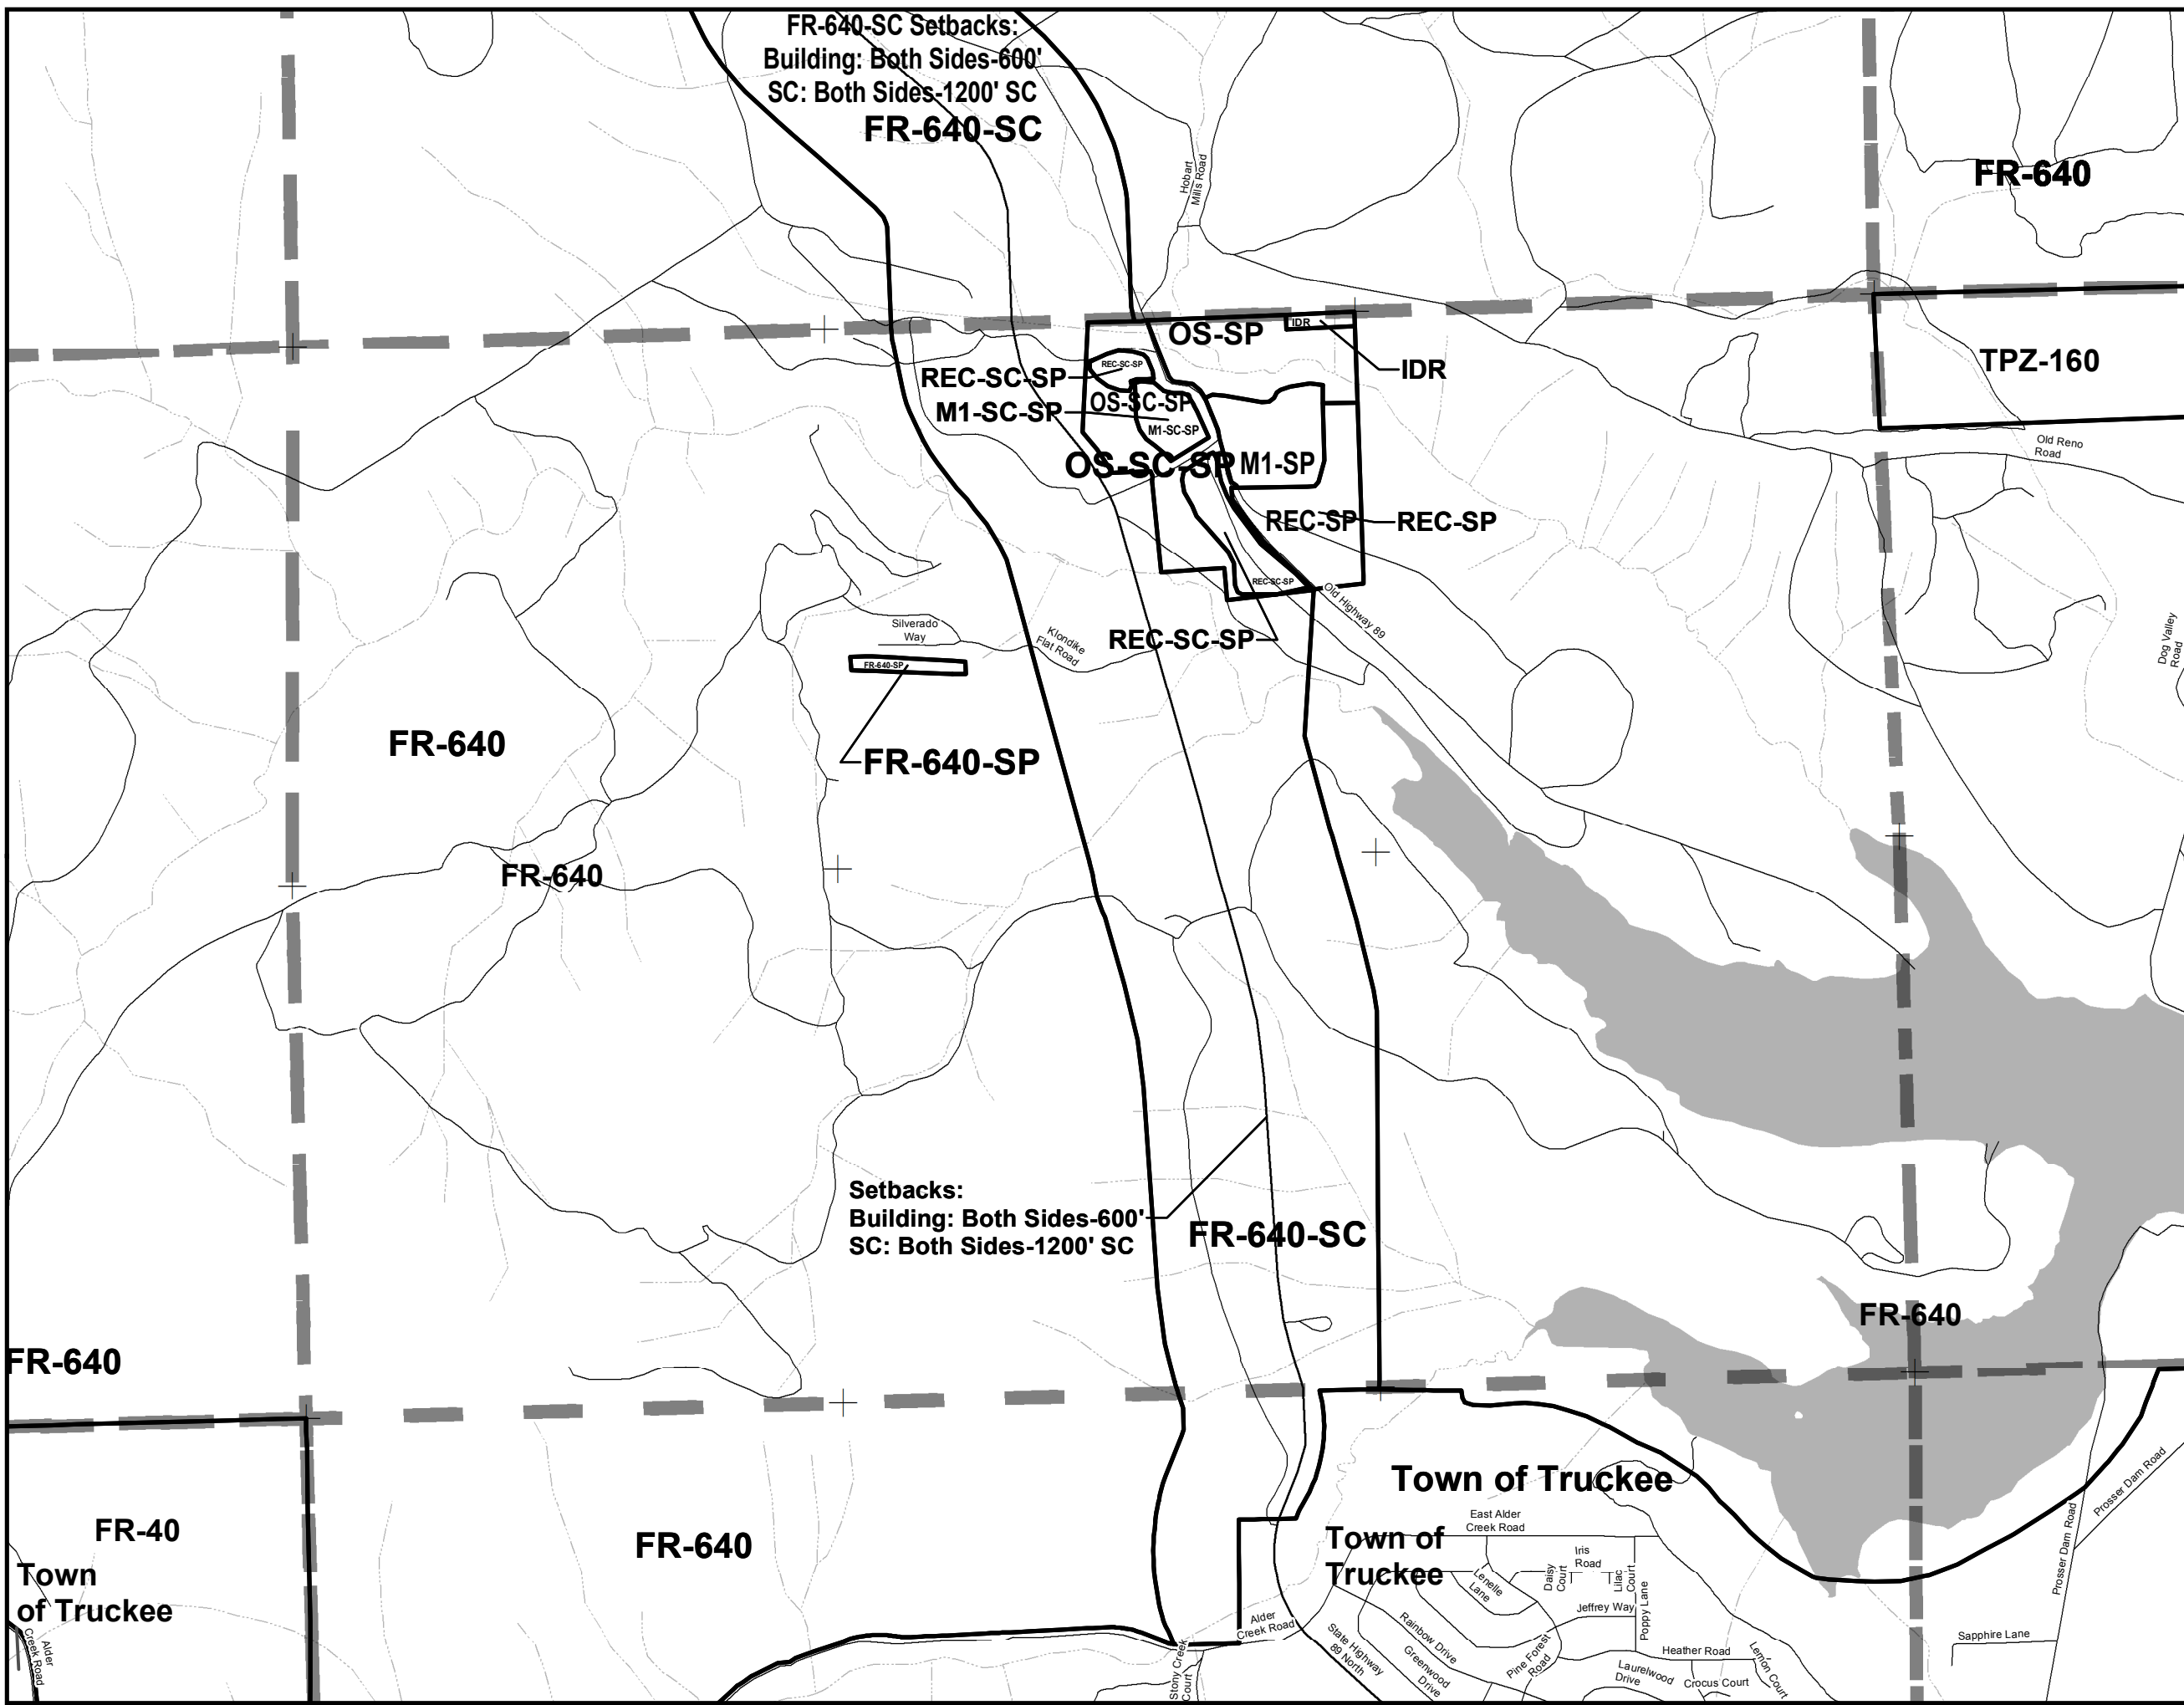 FR-640-SC Setbacks:
Building: Both Sides-600'
SC: Both Sides-1200' SC
FR-640-SC
Hobart
Mills Road
FR-640
OS-SP
IDR
IDR
TPZ-160
REC-SC-SP
REC-SC-SP
M1-SC-SP
OS-SC-SP
M1-SC-SP
OS-SC-SP
M1-SP
Old Reno
Road
REC-SP
REC-SP
REC-SC-SP
Old Highway 89
REC-SC-SP
Silverado
Way
Klondike
Flat Road
Dog Valley
Road
FR-640-SP
FR-640-SP
FR-640
FR-640
Setbacks:
Building: Both Sides-600'
SC: Both Sides-1200' SC
FR-640-SC
FR-640
FR-640
Town of Truckee
FR-40
FR-640
Town of
Truckee
Town
of Truckee
East Alder
Creek Road
Iris
Road
Daisy
Court
Lilac
Court
Lenelle
Lane
Jeffrey Way
Poppy Lane
Prosser Dam Road
Prosser Dam Road
Alder
Creek Road
Alder
Creek Road
Stony Creek
Court
State Highway
89 North
Rainbow Drive
Greenwood
Drive
Pine Forest
Road
Heather Road
Laurelwood
Drive
Crocus Court
Lemon Court
Sapphire Lane